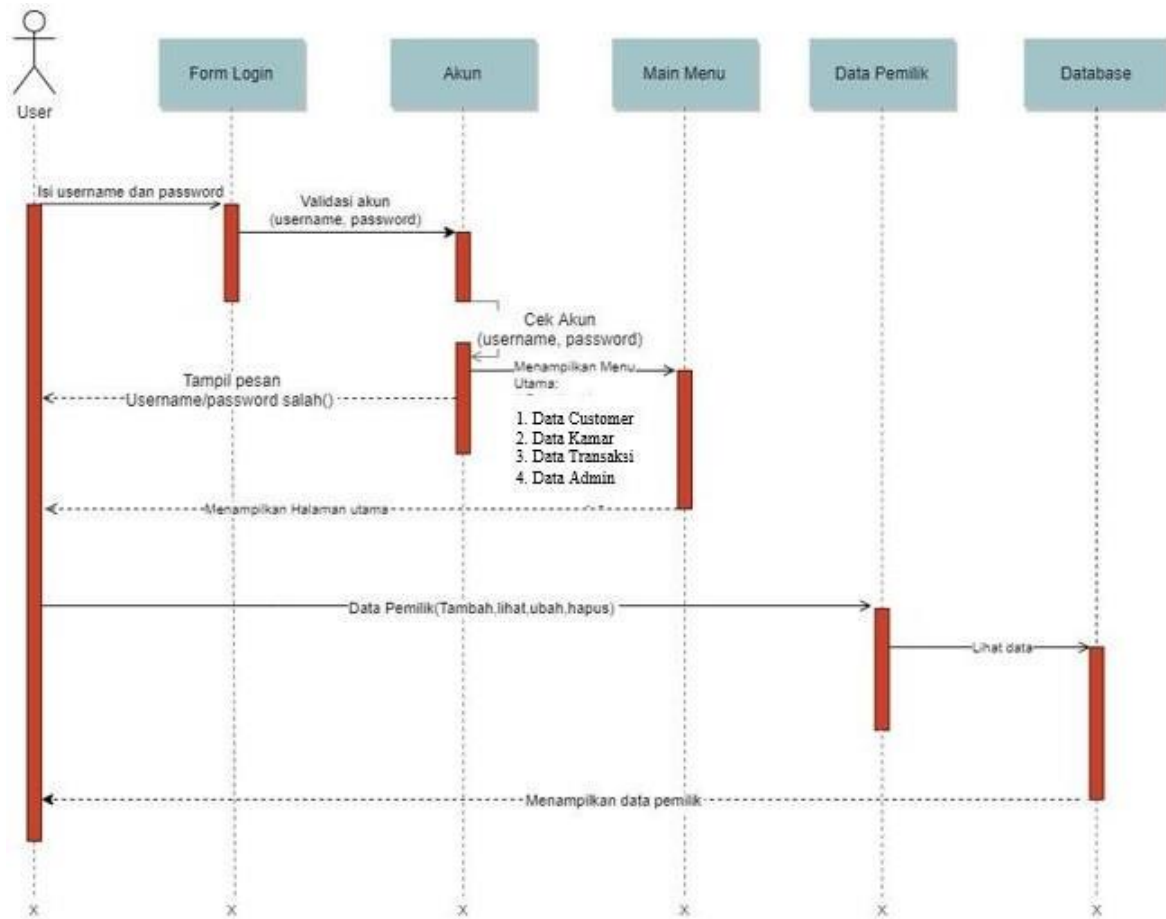 User
Form Login
Akun
Main Menu
Data Pemilik
Database
Isi username dan password
Validasi akun
(username, password)
Cek Akun
(username, password)
Menampilkan Menu
Utama:
1. Data Customer
2. Data Kamar
3. Data Transaksi
4. Data Admin
Tampil pesan
Username/password salah()
Menampilkan Halaman utama
Data Pemilik(Tambah,lihat,ubah,hapus)
Lihat data
Menampilkan data pemilik
X
X
X
X
X
X